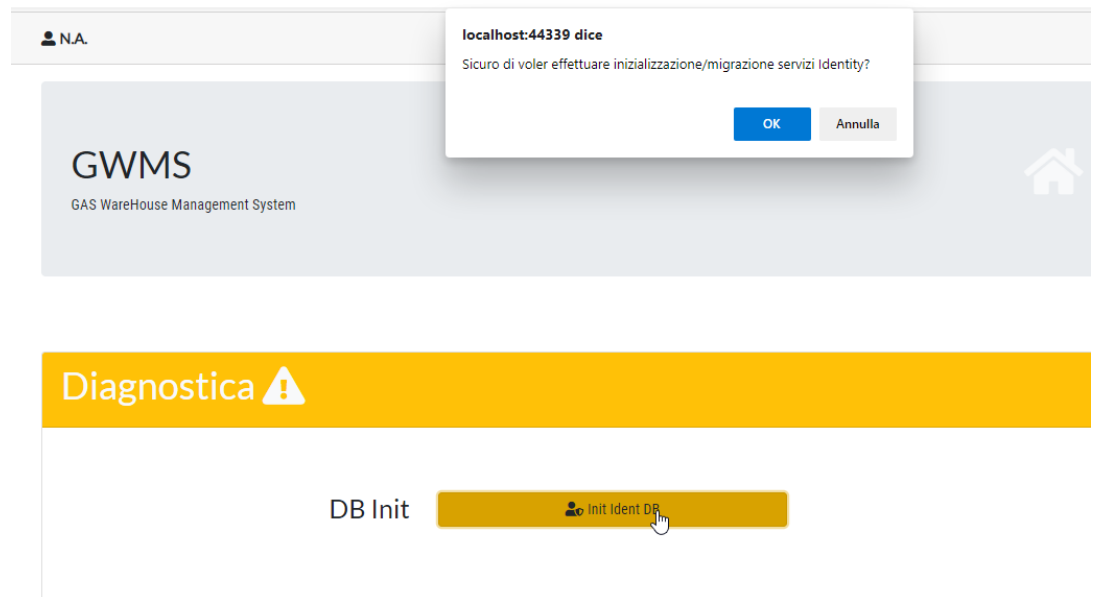 N.A.
localhost:44339 dice
Sicuro di voler effettuare inizializzazione/migrazione servizi Identity?
OK Annulla
GWMS
GAS WareHouse Management System
Diagnostica
DB Init Init Ident DB